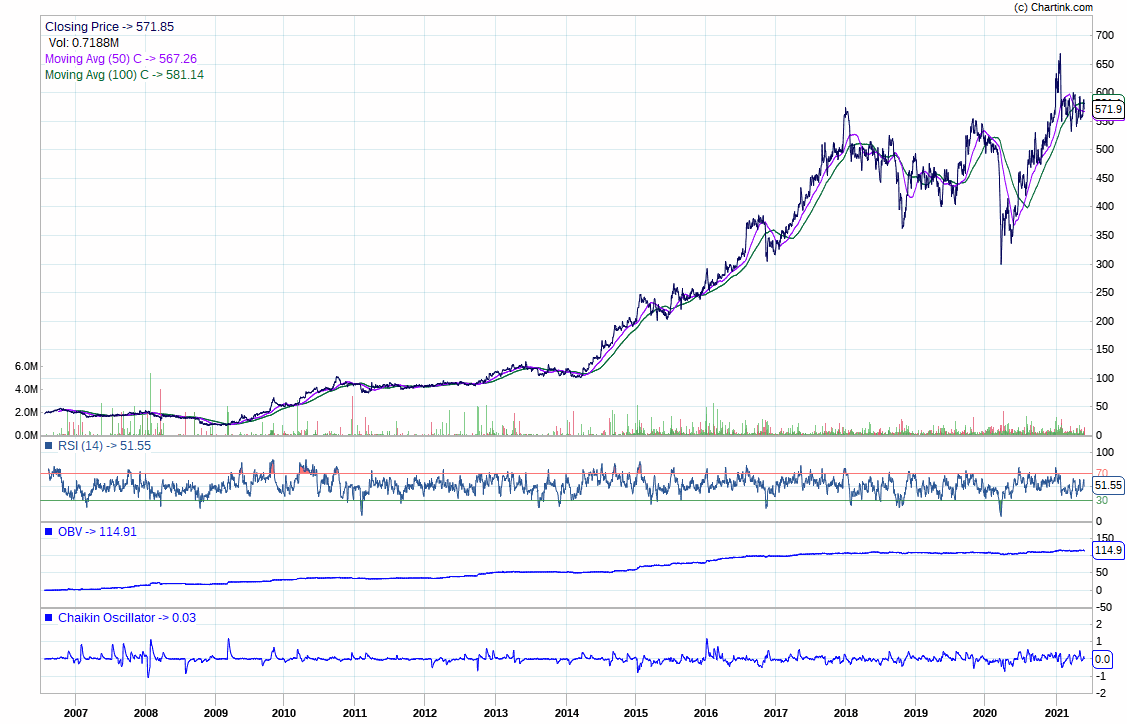 (c) Chartink.com
Closing Price -> 571.85
Vol: 0.7188M
Moving Avg (50) C -> 567.26
Moving Avg (100) C -> 581.14
700
650
600
571.9
550
500
450
400
350
300
250
200
150
100
50
0
6.0M
4.0M
2.0M
0.0M
RSI (14) -> 51.55
100
70
51.55
30
0
OBV -> 114.91
150
114.9
50
0
-50
Chaikin Oscillator -> 0.03
2
1
0.0
-1
-2
2007 2008 2009 2010 2011 2012 2013 2014 2015 2016 2017 2018 2019 2020 2021